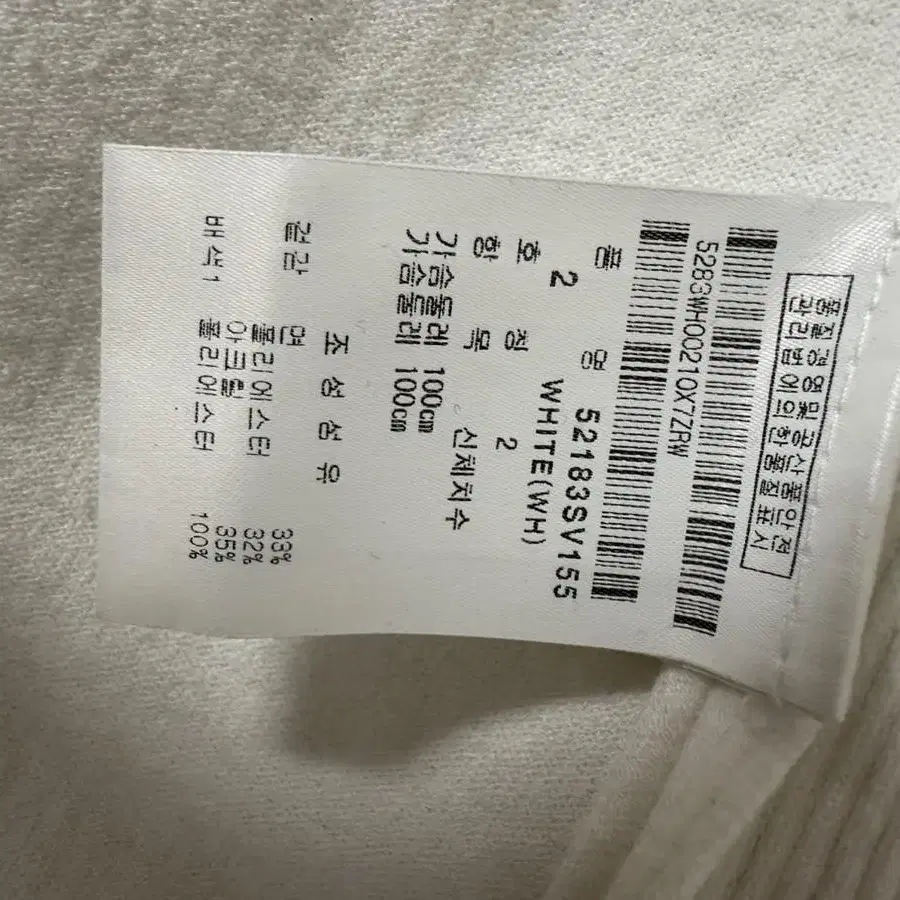 품질경영및공산품안전
관리법에의한품질표시
5283WH00210X7ZRW
품 명 52183SV155
2 WHITE(WH)
호 칭 2
항 목 신체치수
가슴둘레 100cm
가슴둘레 100cm
조 성 섬 유
겉감 면 33%
폴리에스터 32%
아크릴 35%
배색1 폴리에스터 100%